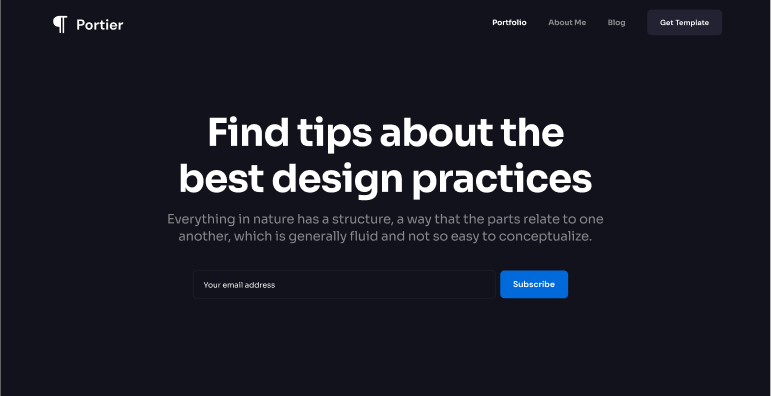 Portier
Portfolio About Me Blog Get Template
Find tips about the
best design practices
Everything in nature has a structure, a way that the parts relate to one
another, which is generally fluid and not so easy to conceptualize.
Your email address Subscribe